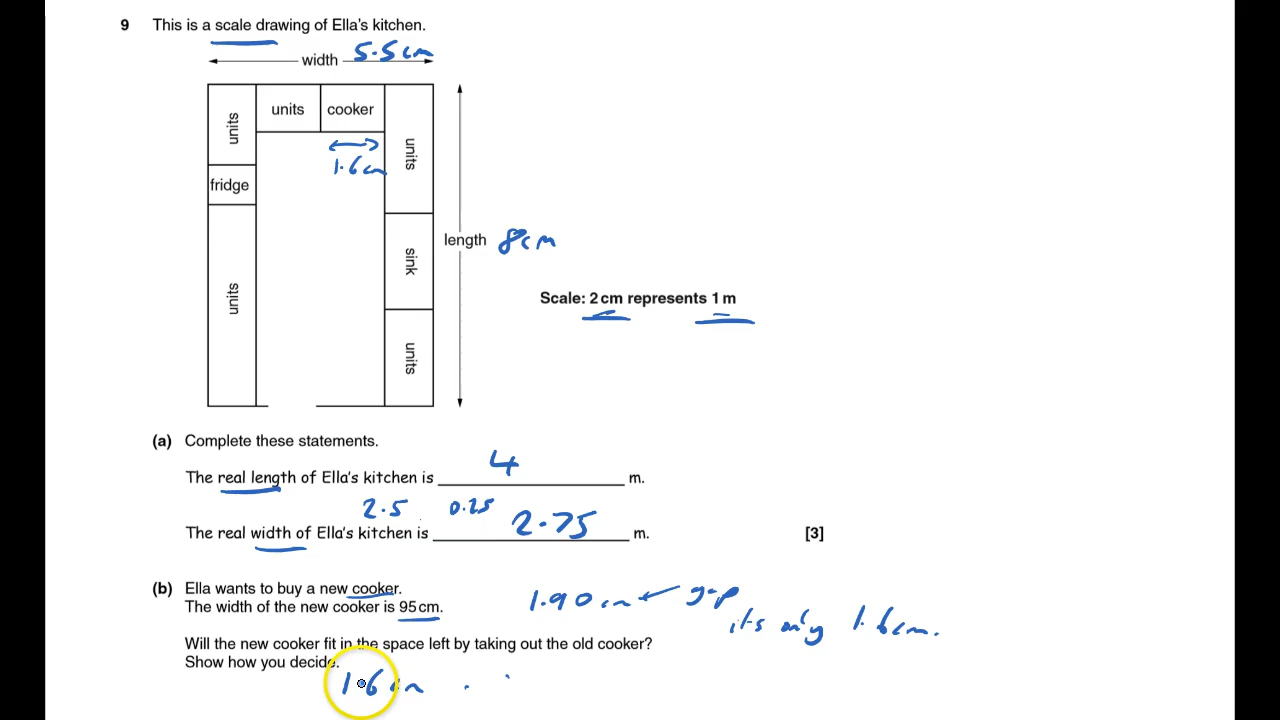 9 This is a scale drawing of Ella's kitchen.
width 5.5cm
units
units
cooker
units
1.6cm
fridge
length 8cm
sink
units
units
Scale: 2 cm represents 1 m
(a) Complete these statements.
4
The real length of Ella's kitchen is m.
2.5 0.25 2.75
The real width of Ella's kitchen is m. [3]
(b) Ella wants to buy a new cooker.
The width of the new cooker is 95 cm.
1.90 cm gap
it's only 1.6cm.
Will the new cooker fit in the space left by taking out the old cooker?
Show how you decide.
1.6cm